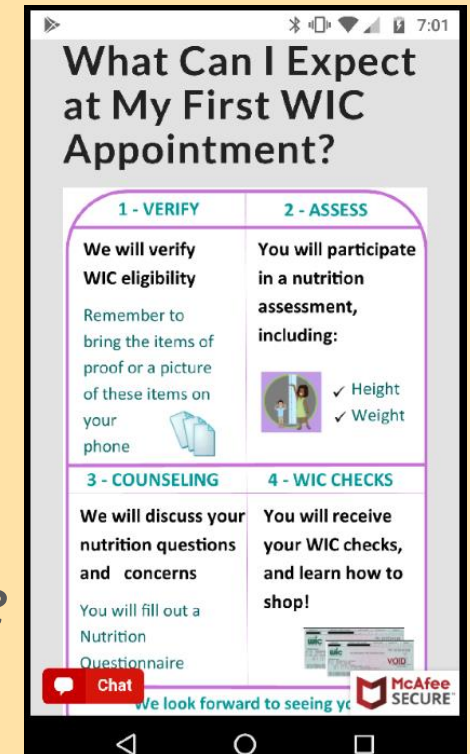 7:01
What Can I Expect
at My First WIC
Appointment?
1 - VERIFY
We will verify
WIC eligibility
Remember to
bring the items of
proof or a picture
of these items on
your
phone
2 - ASSESS
You will participate
in a nutrition
assessment,
including:
✓ Height
✓ Weight
3 - COUNSELING
We will discuss your
nutrition questions
and concerns
You will fill out a
Nutrition
Questionnaire
4 - WIC CHECKS
You will receive
your WIC checks,
and learn how to
shop!
WIC
VOID
?
Chat
We look forward to seeing
McAfee
SECURE